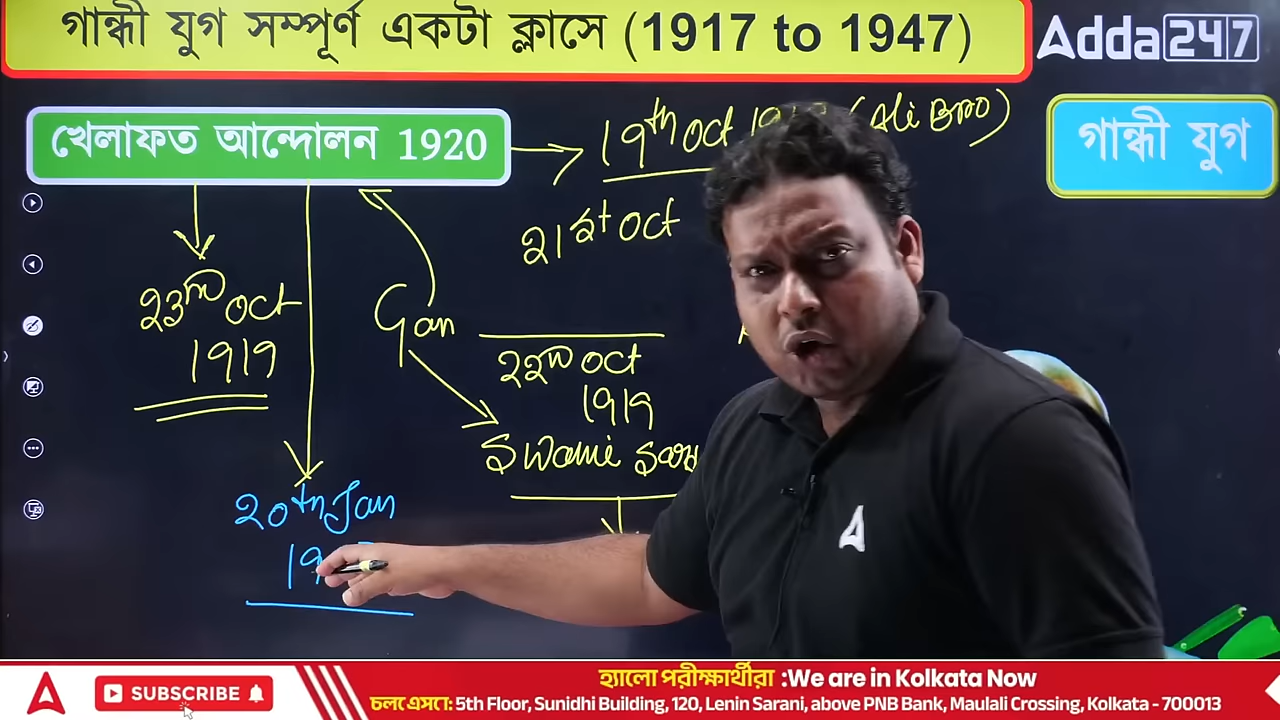 গান্ধী যুগ সম্পূর্ণ একটা ক্লাসে (1917 to 1947)
Adda247
খেলাফত আন্দোলন 1920
গান্ধী যুগ
19th Oct (Ali Bro)
21st Oct
23rd Oct
1919
Gan
22nd Oct
1919
Swami
20th Jan
হ্যালো পরীক্ষার্থীরা :We are in Kolkata Now
SUBSCRIBE
চলে এসো: 5th Floor, Sunidhi Building, 120, Lenin Sarani, above PNB Bank, Maulali Crossing, Kolkata - 700013